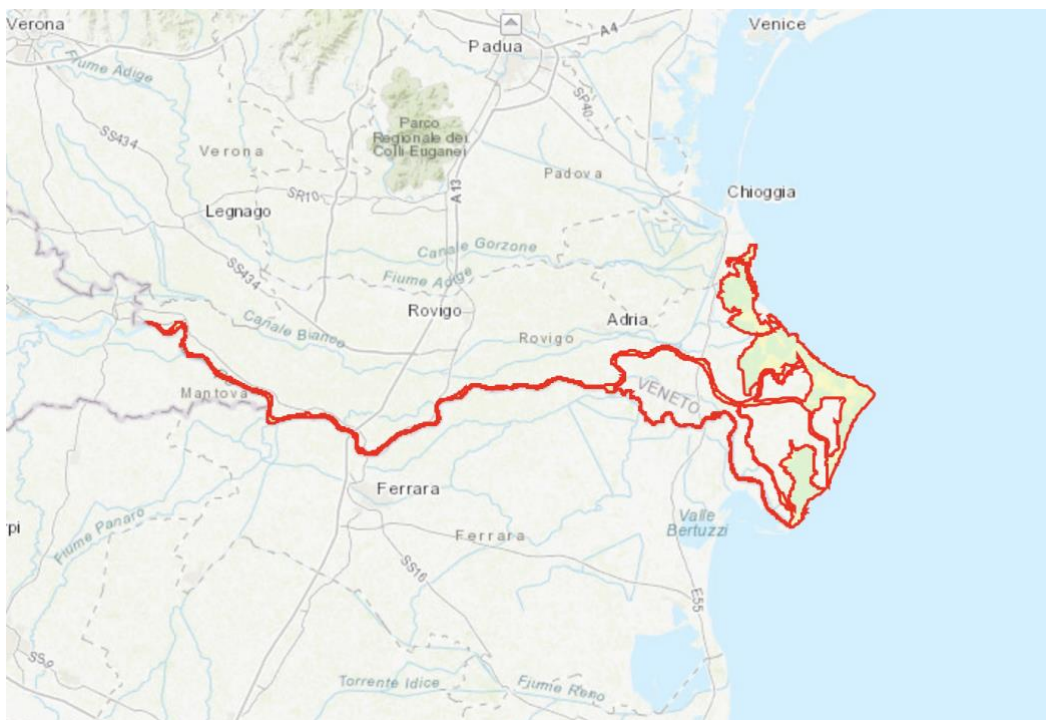 Verona
Venice
A4
Padua
Fiume Adige
SP40
SS434
Parco
Regionale dei
Colli Euganei
Verona
A13
Padova
SR10
Chioggia
Legnago
Canale Gorzone
SS434
Fiume Adige
Rovigo
Adria
Canale Bianco
Rovigo
Mantova
VENETO
Ferrara
Valle
Bertuzzi
Fiume Panaro
Ferrara
SS16
E55
Torrente Idice
Fiume Reno